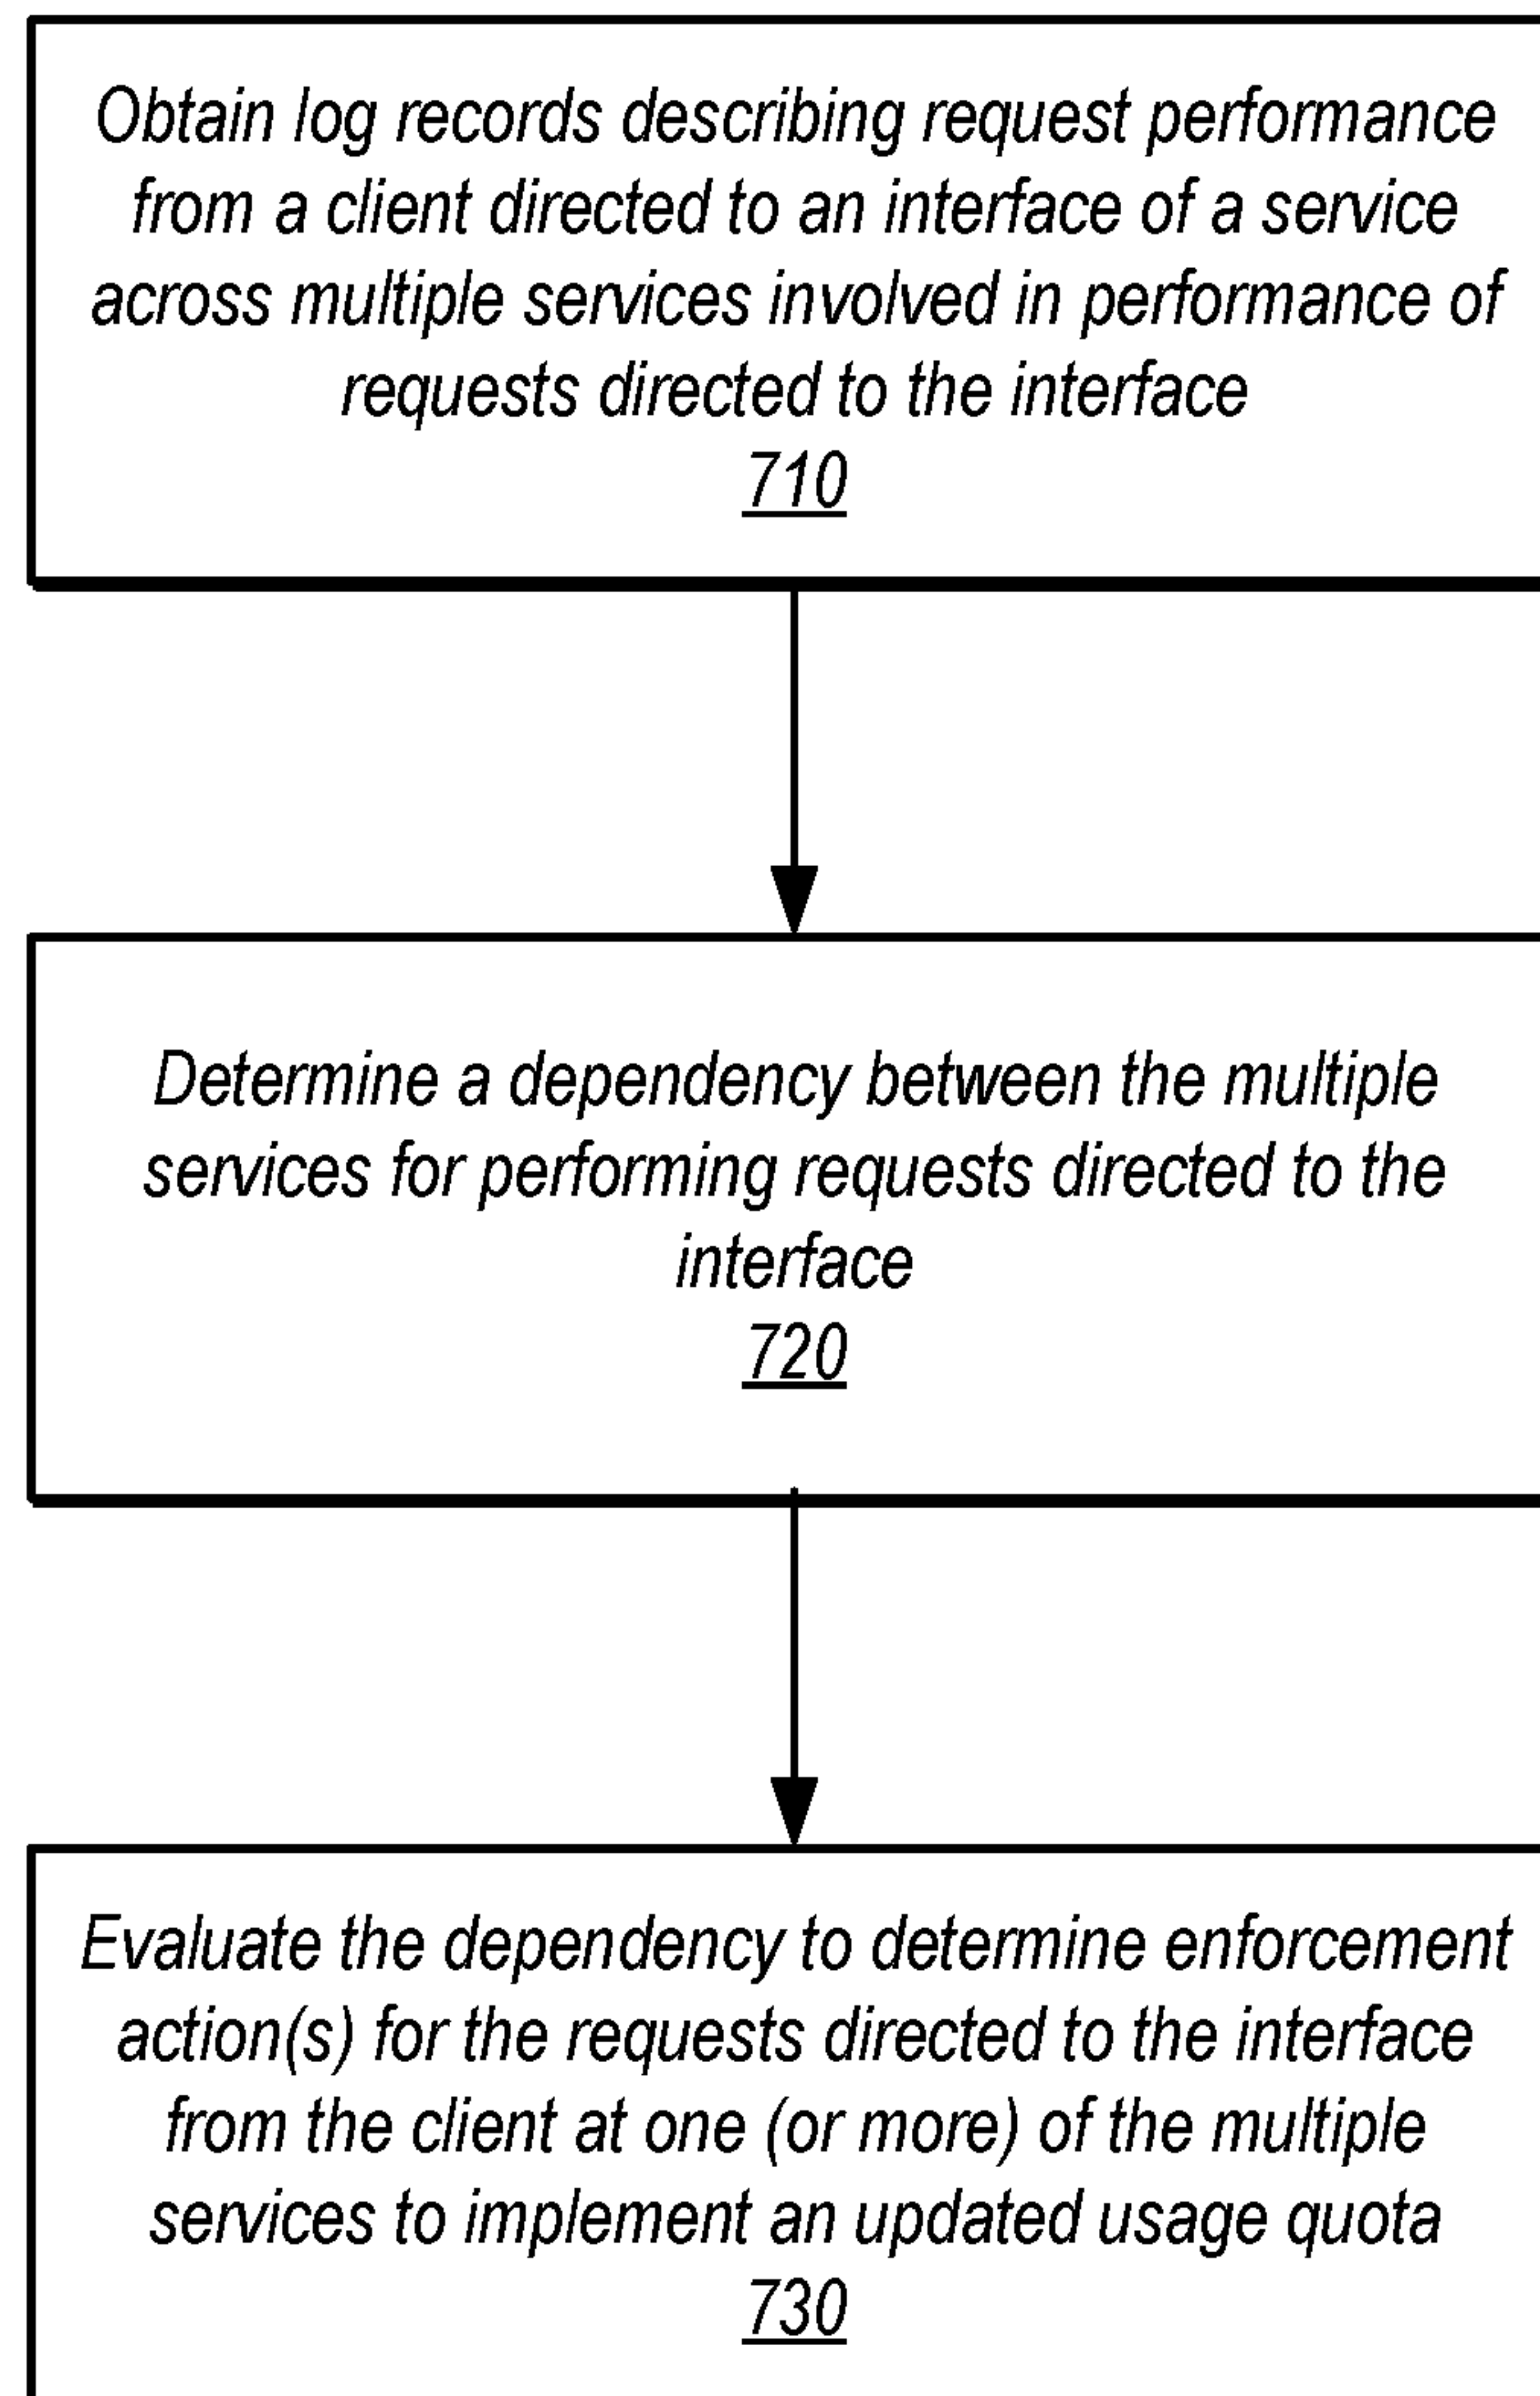 Obtain log records describing request performance
from a client directed to an interface of a service
across multiple services involved in performance of
requests directed to the interface
710
Determine a dependency between the multiple
services for performing requests directed to the
interface
720
Evaluate the dependency to determine enforcement
action(s) for the requests directed to the interface
from the client at one (or more) of the multiple
services to implement an updated usage quota
730